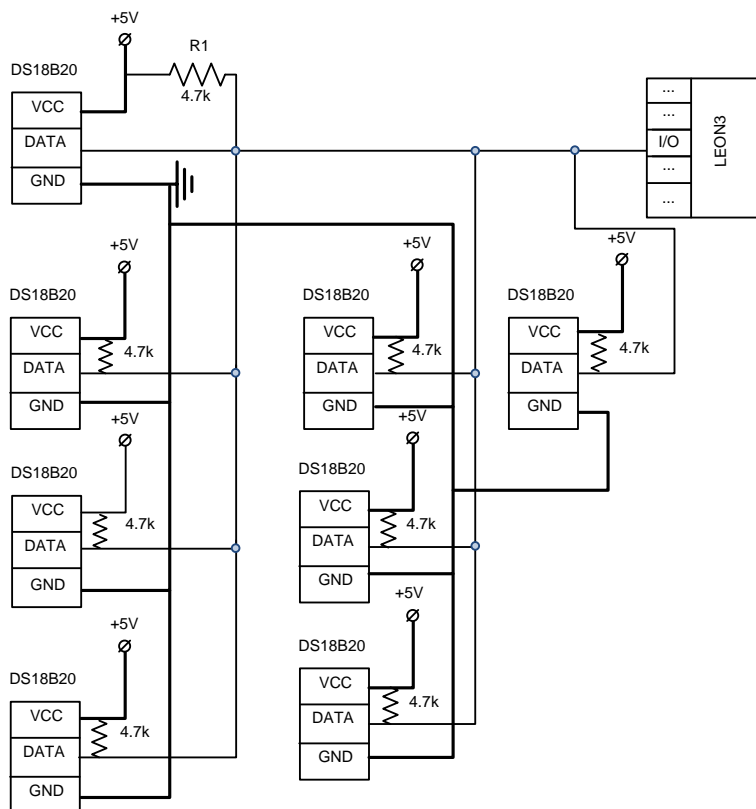 +5V
R1
4.7k
DS18B20
VCC
DATA
GND
...
...
I/O
...
...
LEON3
+5V
DS18B20
VCC
4.7k
DATA
GND
+5V
DS18B20
VCC
4.7k
DATA
GND
+5V
DS18B20
VCC
4.7k
DATA
GND
+5V
DS18B20
VCC
4.7k
DATA
GND
+5V
DS18B20
VCC
4.7k
DATA
GND
+5V
DS18B20
VCC
4.7k
DATA
GND
+5V
DS18B20
VCC
4.7k
DATA
GND